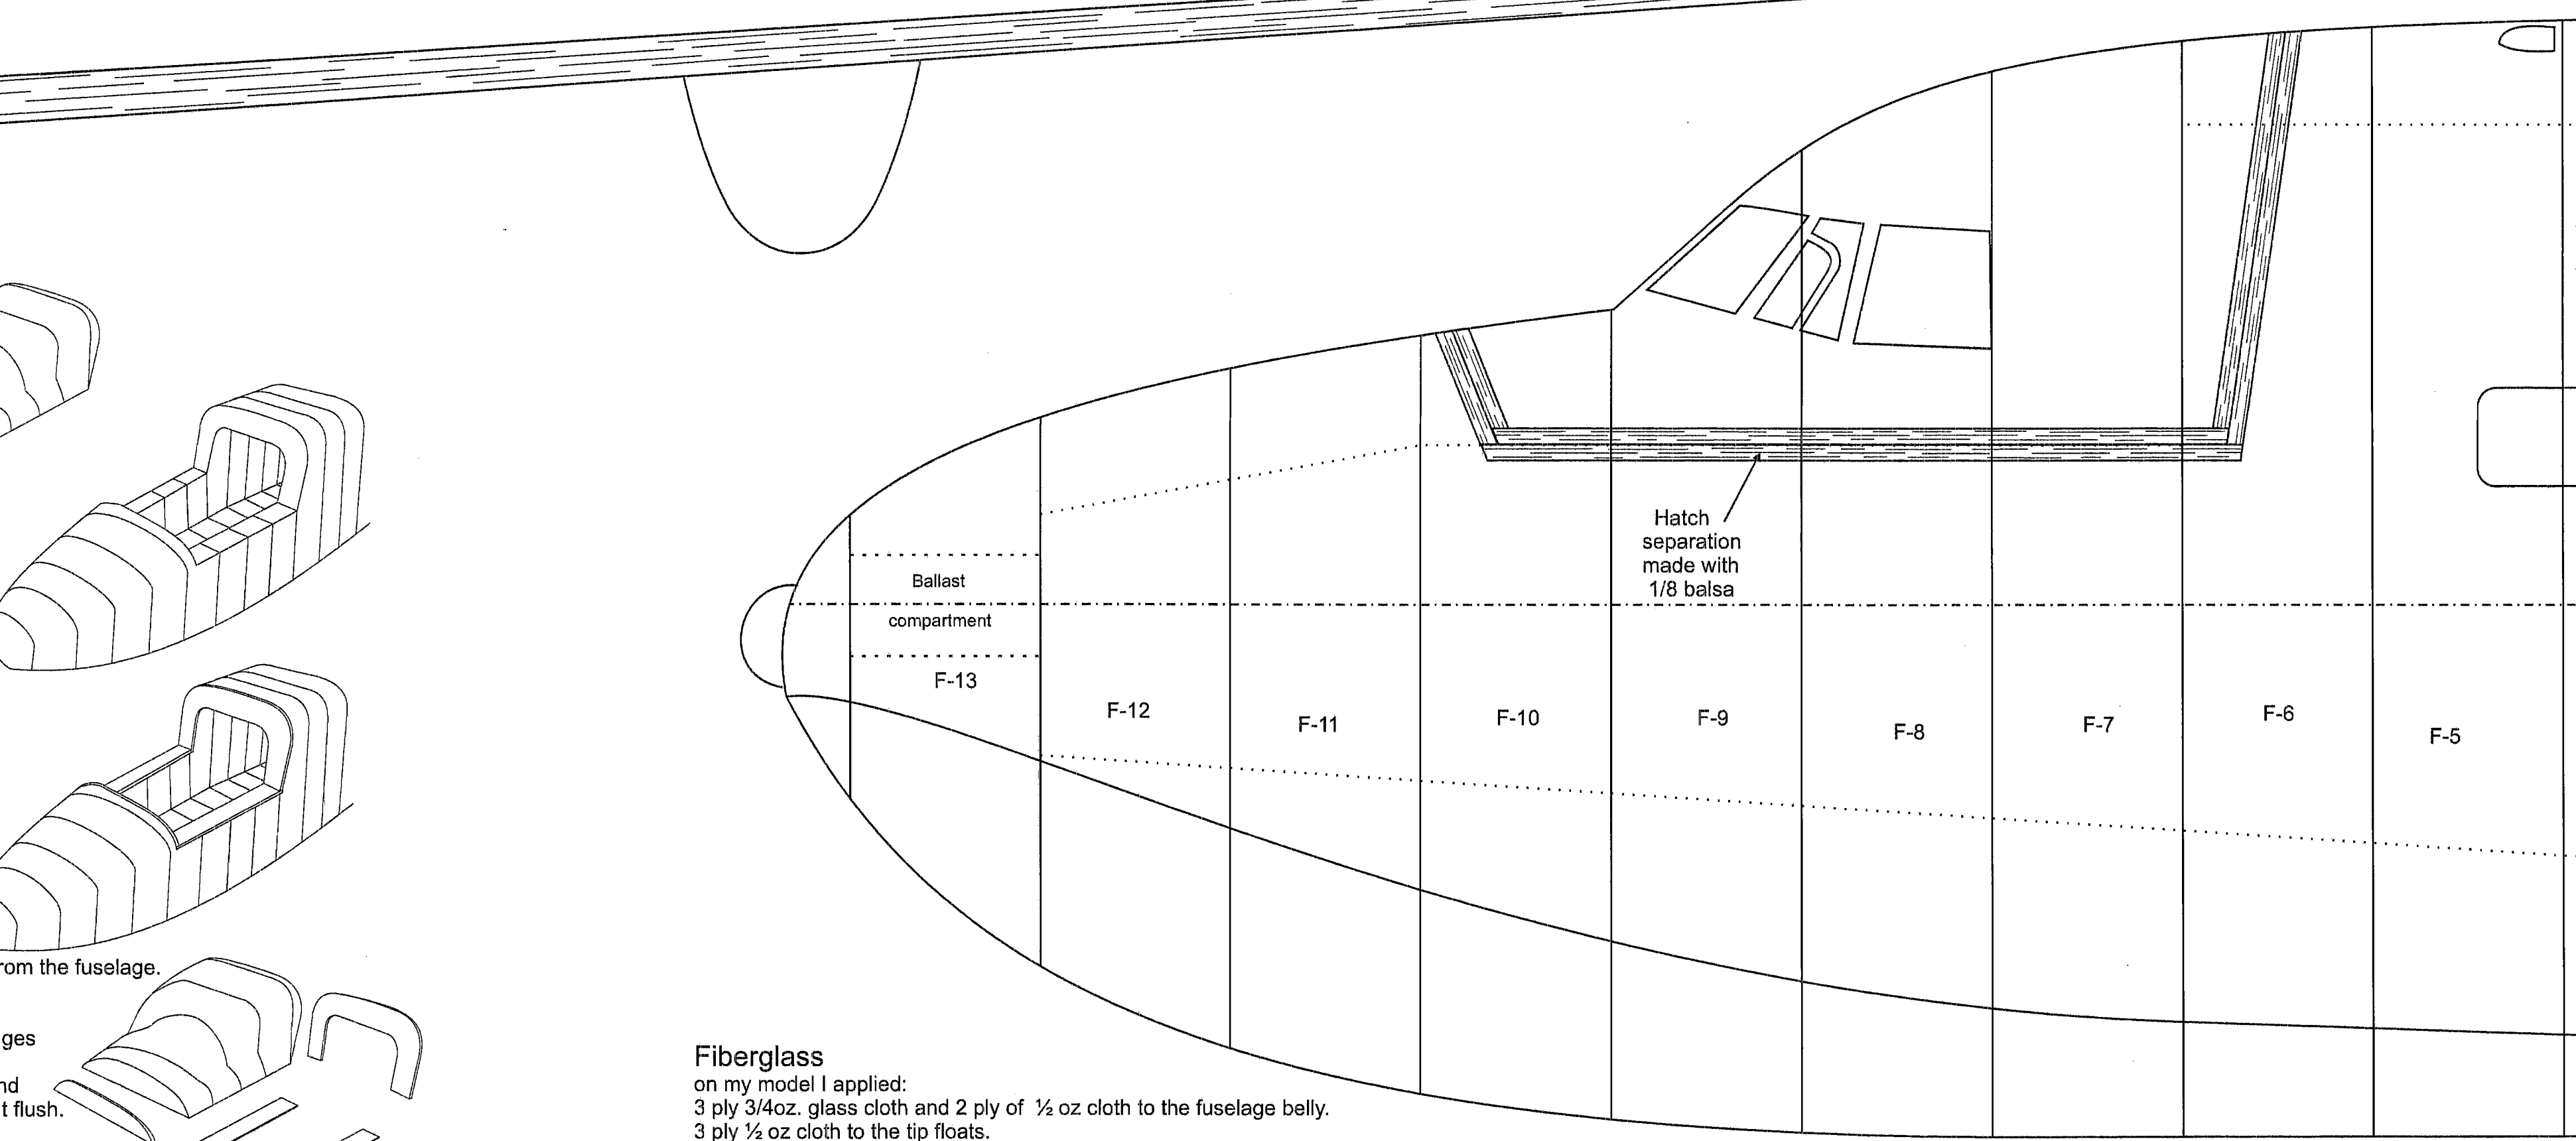 Hatch
separation
made with
1/8 balsa
Ballast
compartment
F-13
F-12
F-11
F-10
F-9
F-8
F-7
F-6
F-5
rom the fuselage.
ges
nd
t flush.
Fiberglass
on my model I applied:
3 ply 3/4oz. glass cloth and 2 ply of ½ oz cloth to the fuselage belly.
3 ply ½ oz cloth to the tip floats.